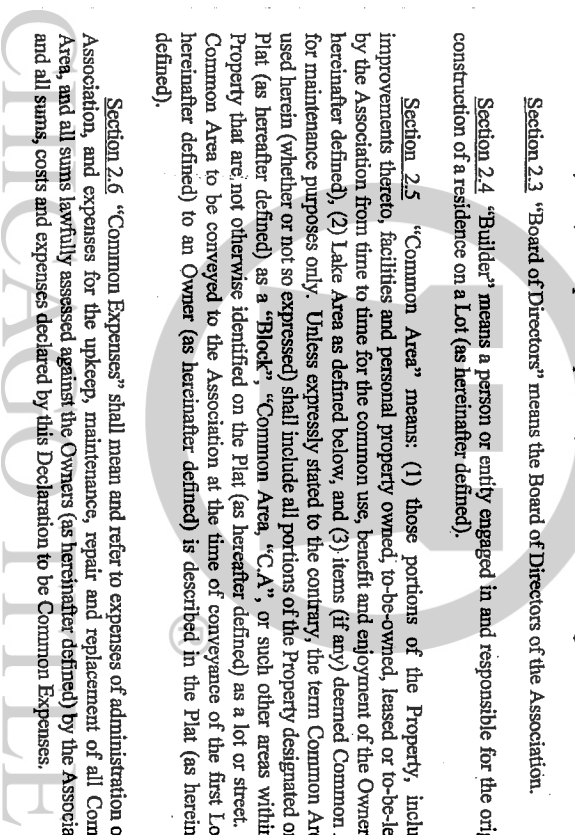 Section 2.3 “Board of Directors” means the Board of Directors of the Association.
Section 2.4 “Builder” means a person or entity engaged in and responsible for the ori
construction of a residence on a Lot (as hereinafter defined).
Section 2.5 “Common Area” means: (1) those portions of the Property, inclu
improvements thereto, facilities and personal property owned, to-be-owned, leased or to-be-le
by the Association from time to time for the common use, benefit and enjoyment of the Owner
hereinafter defined), (2) Lake Area as defined below, and (3) items (if any) deemed Common
for maintenance purposes only. Unless expressly stated to the contrary, the term Common Are
used herein (whether or not so expressed) shall include all portions of the Property designated o
Plat (as hereafter defined) as a “Block”, “Common Area, “C.A”, or such other areas within
Property that are not otherwise identified on the Plat (as hereafter defined) as a lot or street.
Common Area to be conveyed to the Association at the time of conveyance of the first Lo
hereinafter defined) to an Owner (as hereinafter defined) is described in the Plat (as herein
defined).
Section 2.6 “Common Expenses” shall mean and refer to expenses of administration o
Association, and expenses for the upkeep, maintenance, repair and replacement of all Com
Area, and all sums lawfully assessed against the Owners (as hereinafter defined) by the Associa
and all sums, costs and expenses declared by this Declaration to be Common Expenses.
CHICAGO TITLE
®